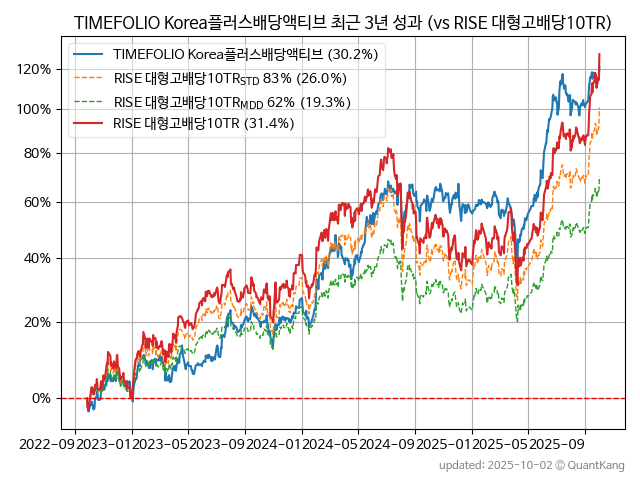 TIMEFOLIO Korea플러스배당액티브 최근 3년 성과 (vs RISE 대형고배당10TR)
TIMEFOLIO Korea플러스배당액티브 (30.2%)
RISE 대형고배당10TRSTD 83% (26.0%)
RISE 대형고배당10TRMDD 62% (19.3%)
RISE 대형고배당10TR (31.4%)
120%
100%
80%
60%
40%
20%
0%
2022-09 2023-01 2023-05 2023-09 2024-01 2024-05 2024-09 2025-01 2025-05 2025-09
updated: 2025-10-02 © QuantKang